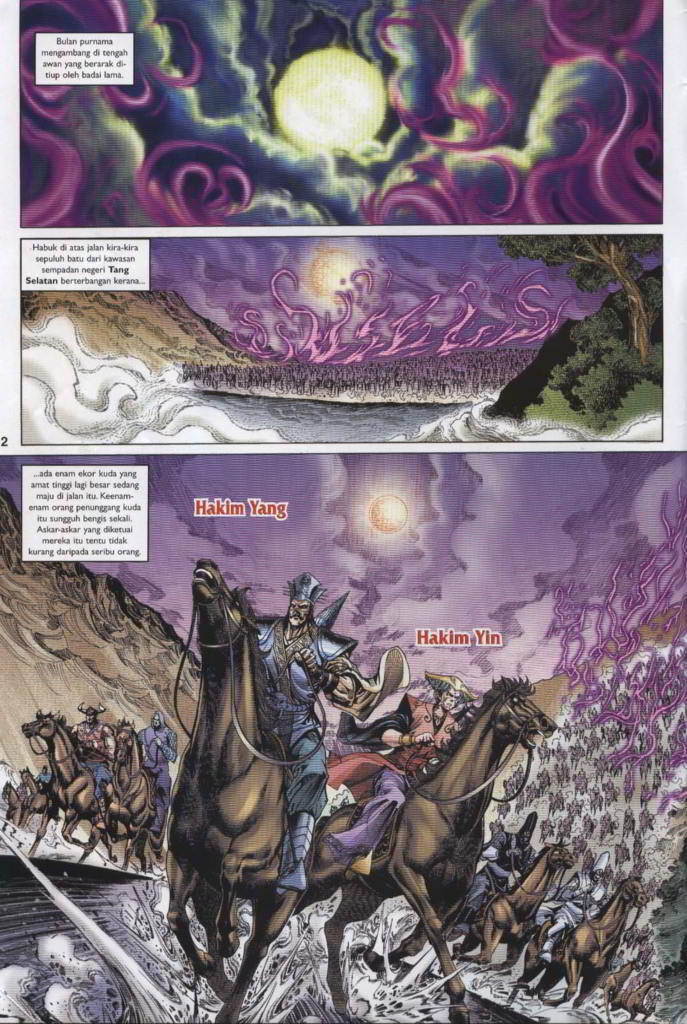 Bulan purnama
mengambang di tengah
awan yang berarak di-
tiup oleh badai lama.
Habuk di atas jalan kira-kira
sepuluh batu dari kawasan
sempadan negeri Tang
Selatan berterbangan kerana...
2
...ada enam ekor kuda yang
amat tinggi lagi besar sedang
maju di jalan itu. Keenam-
enam orang penunggang kuda
itu sungguh bengis sekali.
Askar-askar yang diketuai
mereka itu tentu tidak
kurang daripada seribu orang.
Hakim Yang
Hakim Yin